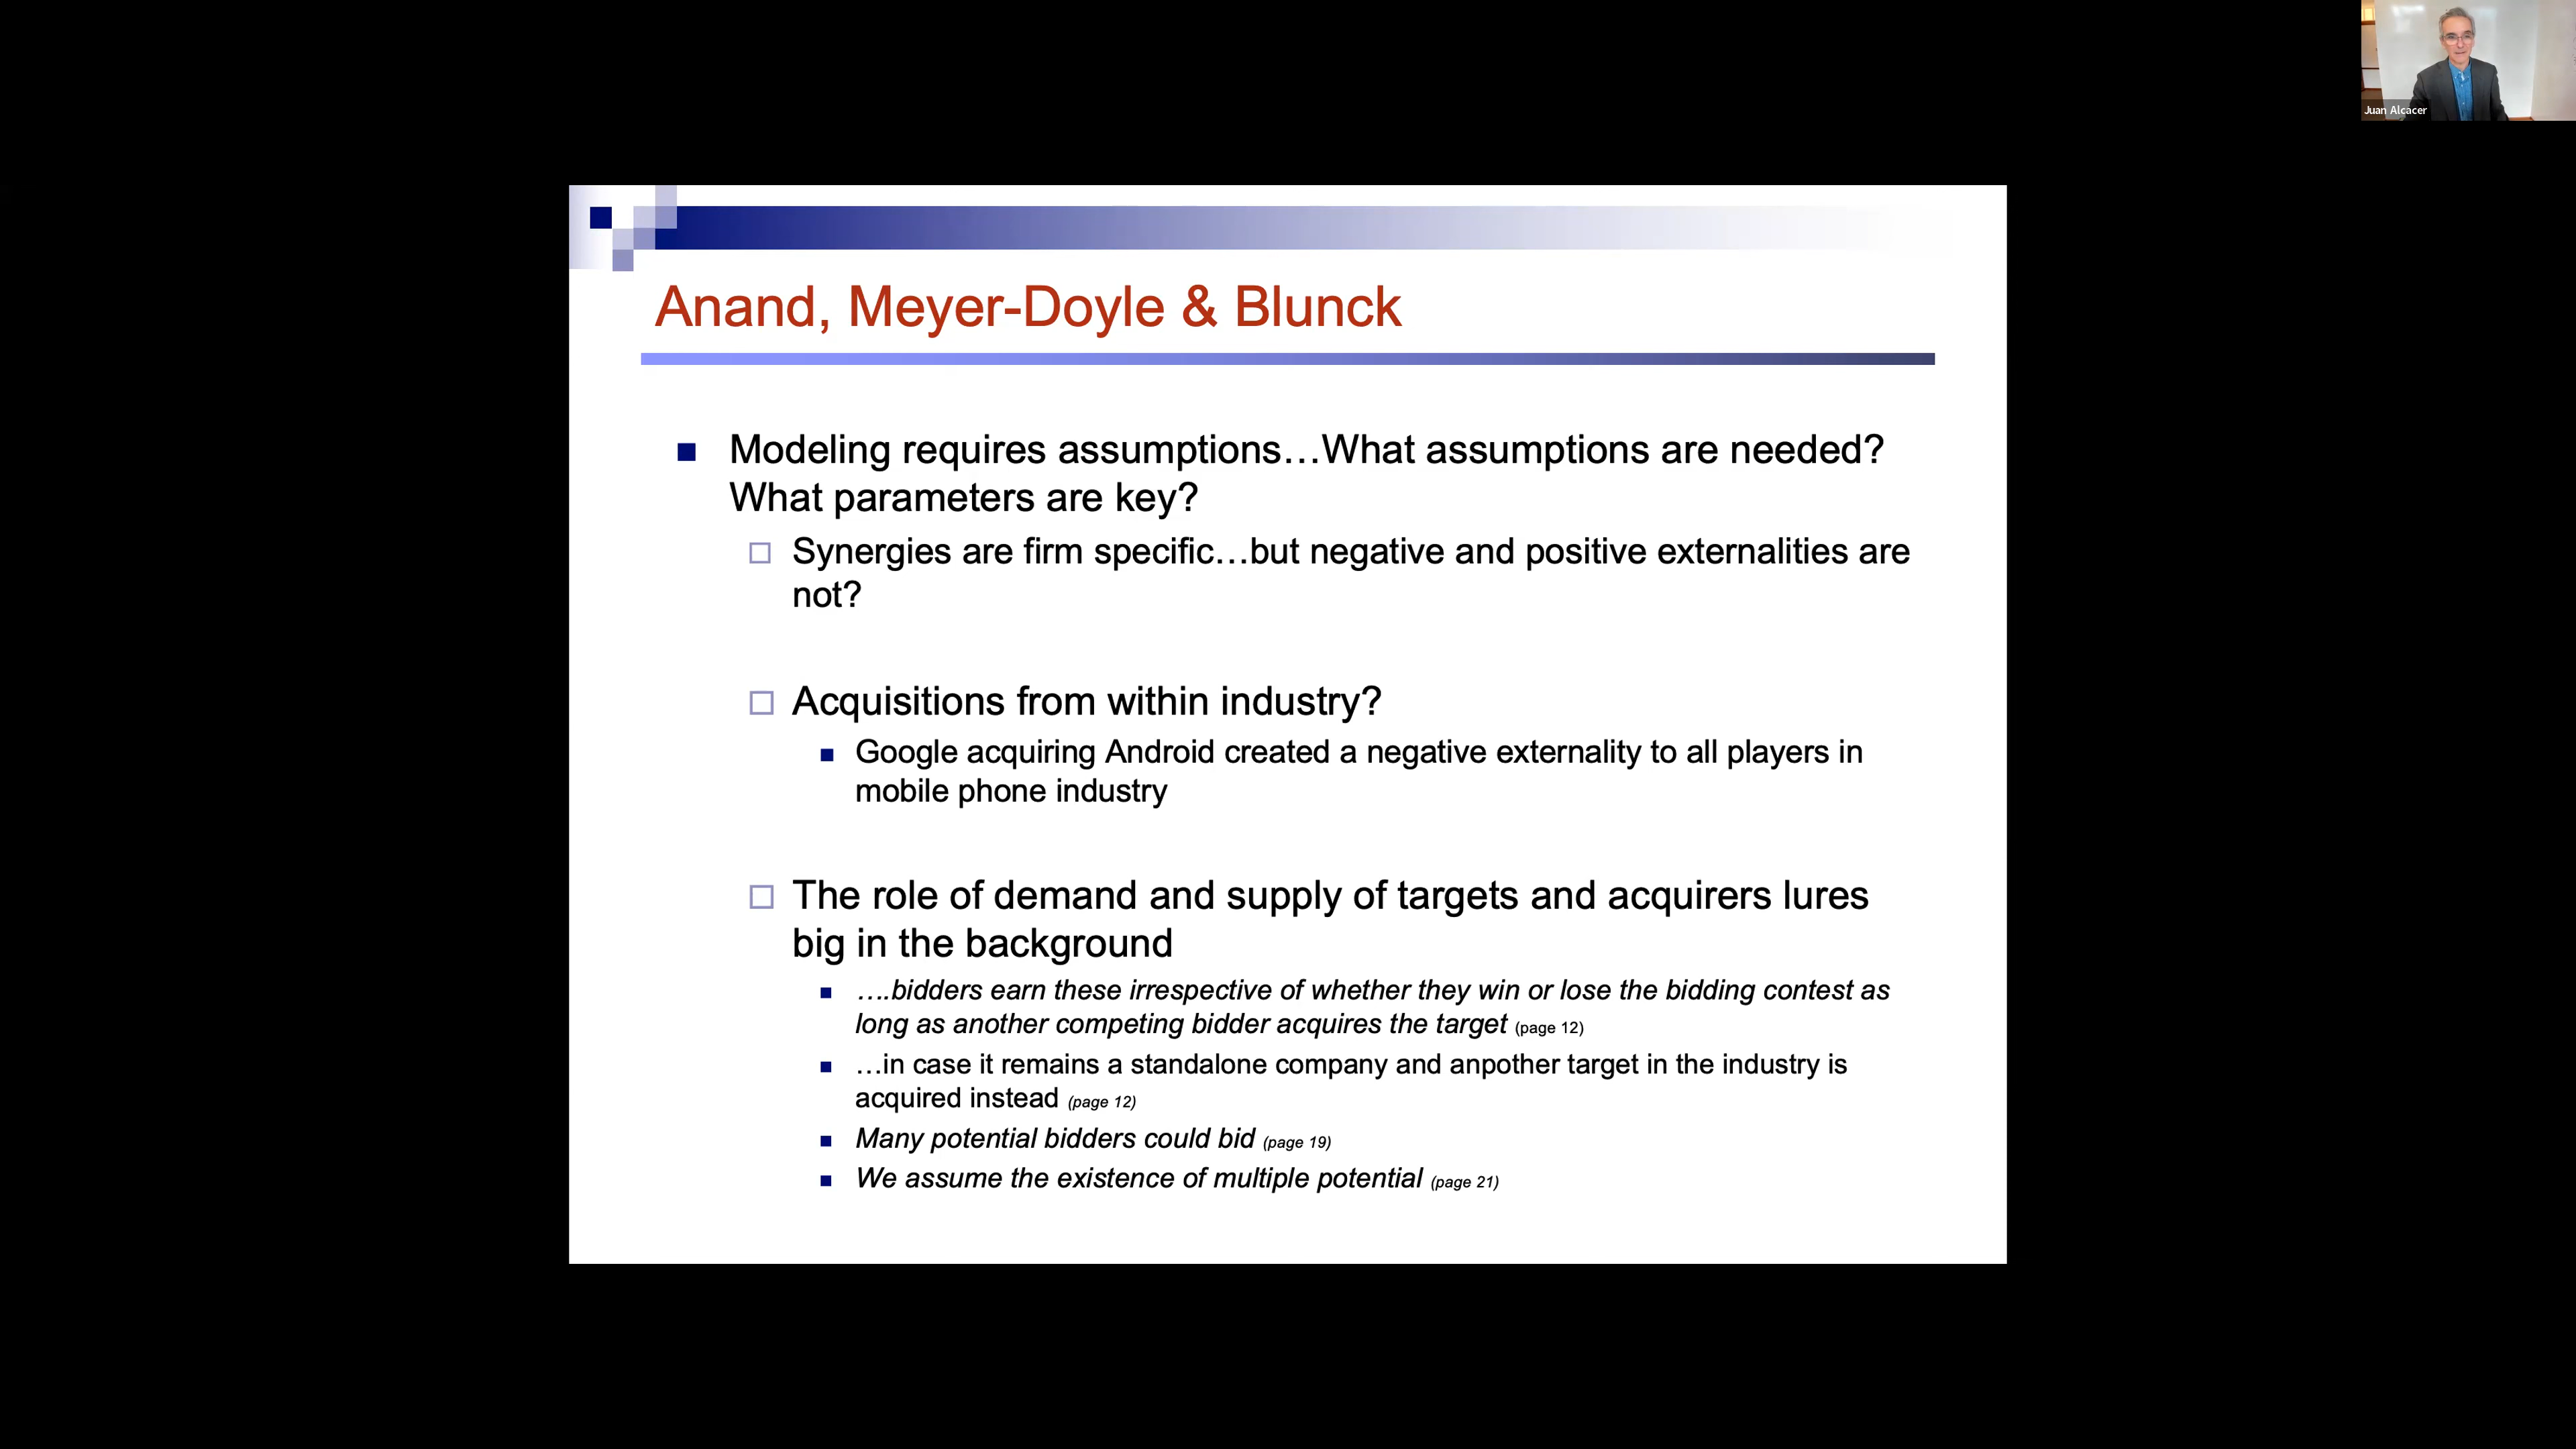 Juan Alcacer
Anand, Meyer-Doyle & Blunck
Modeling requires assumptions…What assumptions are needed?
What parameters are key?
Synergies are firm specific…but negative and positive externalities are
not?
Acquisitions from within industry?
Google acquiring Android created a negative externality to all players in
mobile phone industry
The role of demand and supply of targets and acquirers lures
big in the background
….bidders earn these irrespective of whether they win or lose the bidding contest as
long as another competing bidder acquires the target (page 12)
…in case it remains a standalone company and anpother target in the industry is
acquired instead (page 12)
Many potential bidders could bid (page 19)
We assume the existence of multiple potential (page 21)